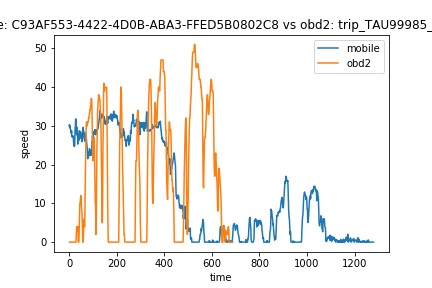 e: C93AF553-4422-4D0B-ABA3-FFED5B0802C8 vs obd2: trip_TAU99985_
mobile
obd2
50
40
30
20
10
0
speed
0 200 400 600 800 1000 1200
time